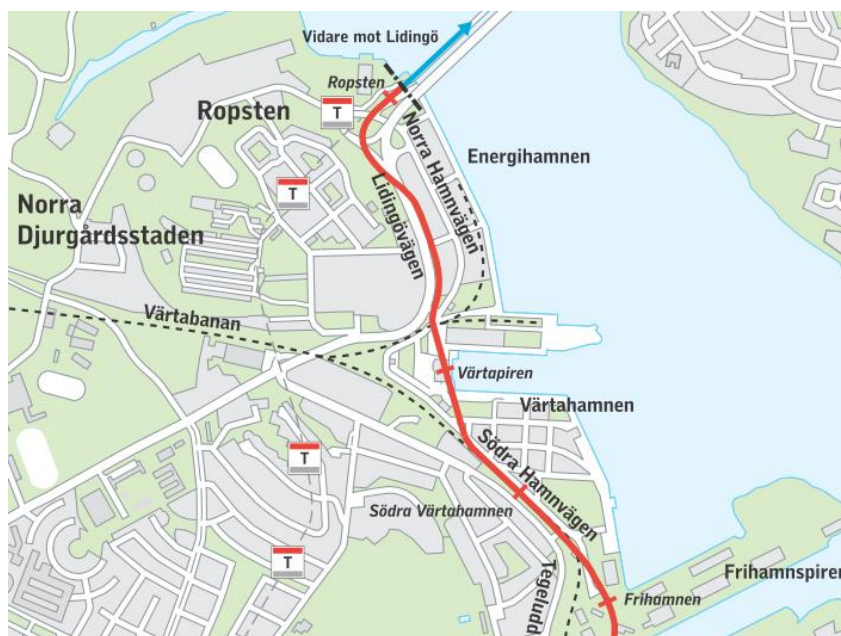 Vidare mot Lidingö
Ropsten
Ropsten
T
Norra Hamnvägen
Energihamnen
T
Lidingövägen
Norra
Djurgårdsstaden
Värtabanan
Värtapiren
Värtahamnen
Södra Hamnvägen
T
Södra Värtahamnen
T
Tegeludd
Frihamnspiren
Frihamnen